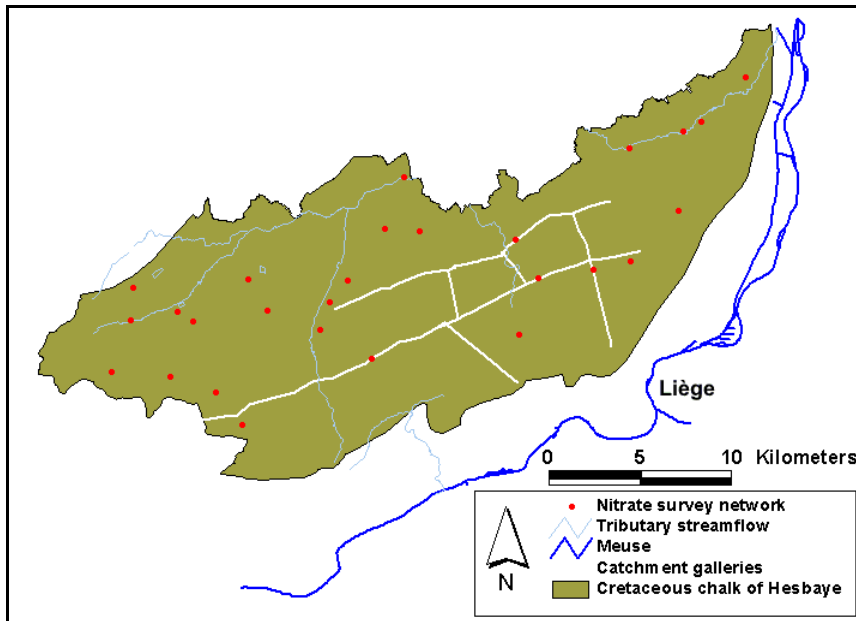 Liège
0 5 10 Kilometers
Nitrate survey network
Tributary streamflow
Meuse
Catchment galleries
Cretaceous chalk of Hesbaye
N